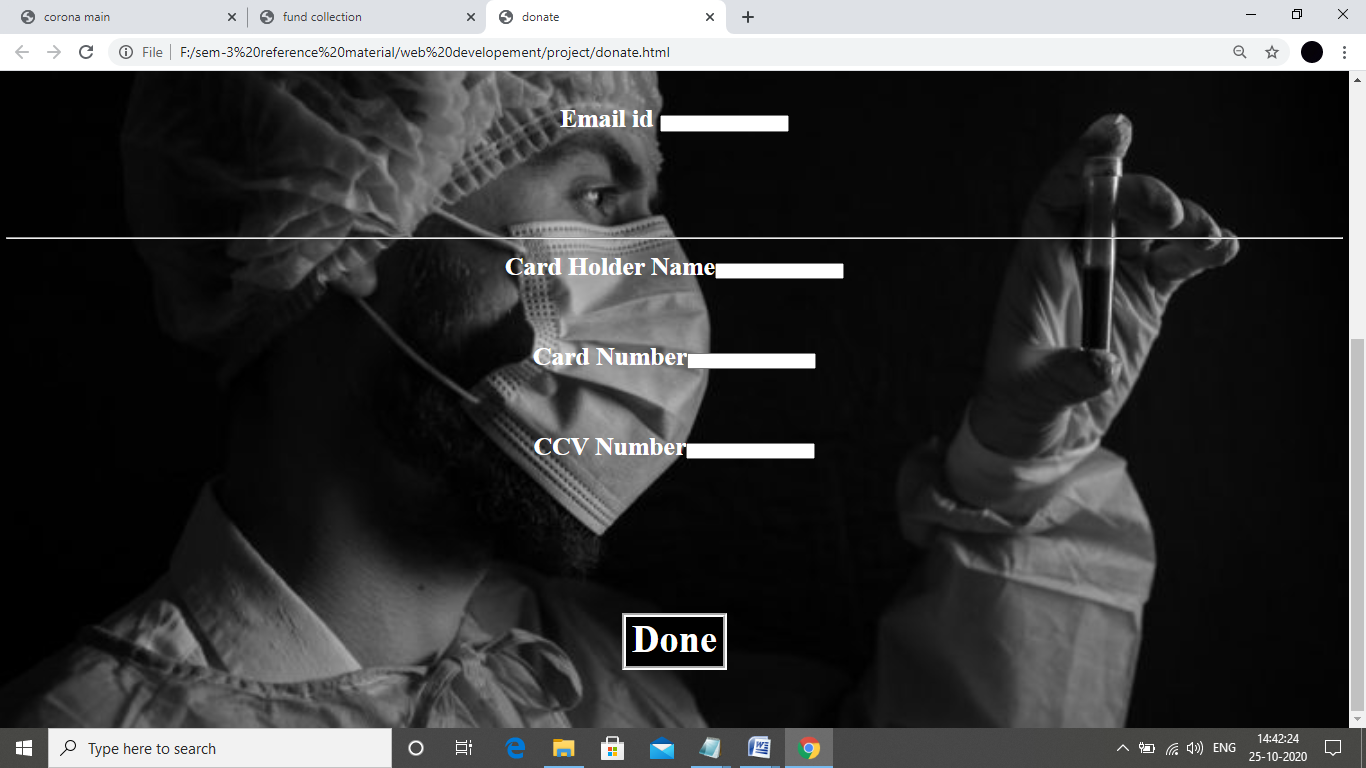 corona main
fund collection
donate
File
F:/sem-3%20reference%20material/web%20developement/project/donate.html
Email id
Card Holder Name
Card Number
CCV Number
Done
Type here to search
ENG
14:42:24
25-10-2020